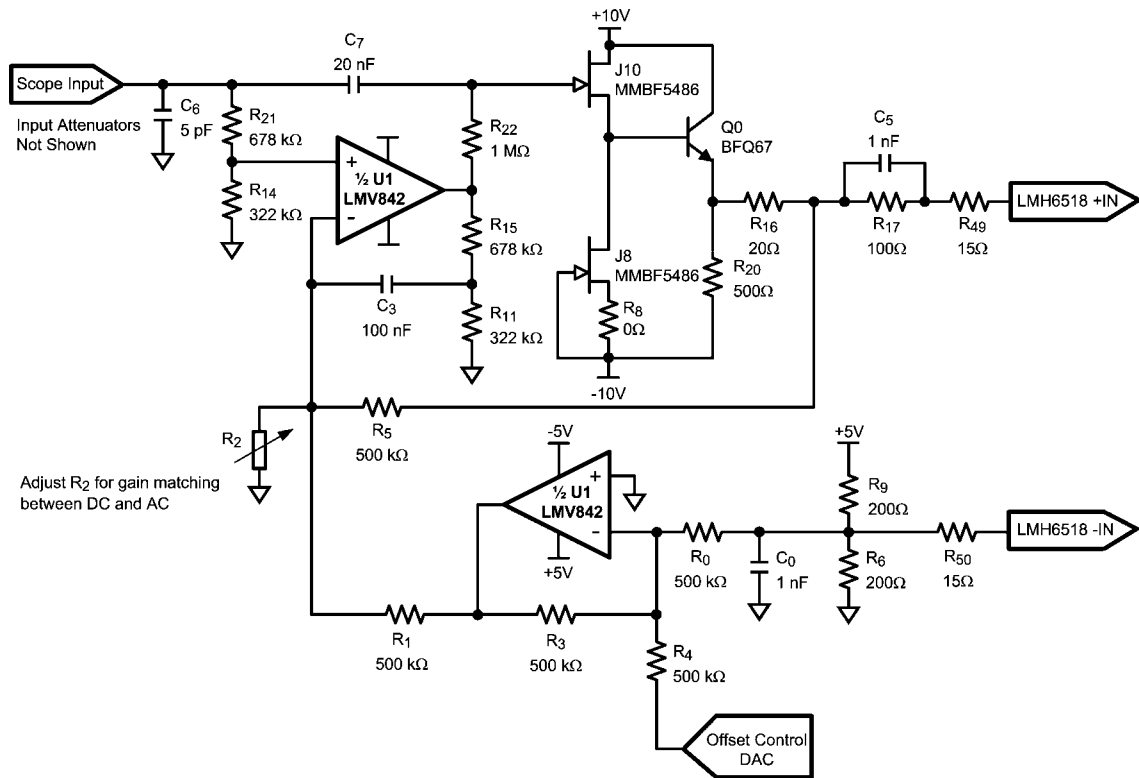 Scope Input
Input Attenuators
Not Shown
C6
5 pF
R21
678 kΩ
R14
322 kΩ
C7
20 nF
+
½ U1
LMV842
-
R22
1 MΩ
R15
678 kΩ
C3
100 nF
R11
322 kΩ
+10V
J10
MMBF5486
Q0
BFQ67
J8
MMBF5486
R8
0Ω
-10V
R16
20Ω
R20
500Ω
C5
1 nF
R17
100Ω
R49
15Ω
LMH6518 +IN
R2
Adjust R2 for gain matching
between DC and AC
R5
500 kΩ
-5V
+
½ U1
LMV842
-
+5V
R0
500 kΩ
C0
1 nF
+5V
R9
200Ω
R6
200Ω
R50
15Ω
LMH6518 -IN
R1
500 kΩ
R3
500 kΩ
R4
500 kΩ
Offset Control
DAC